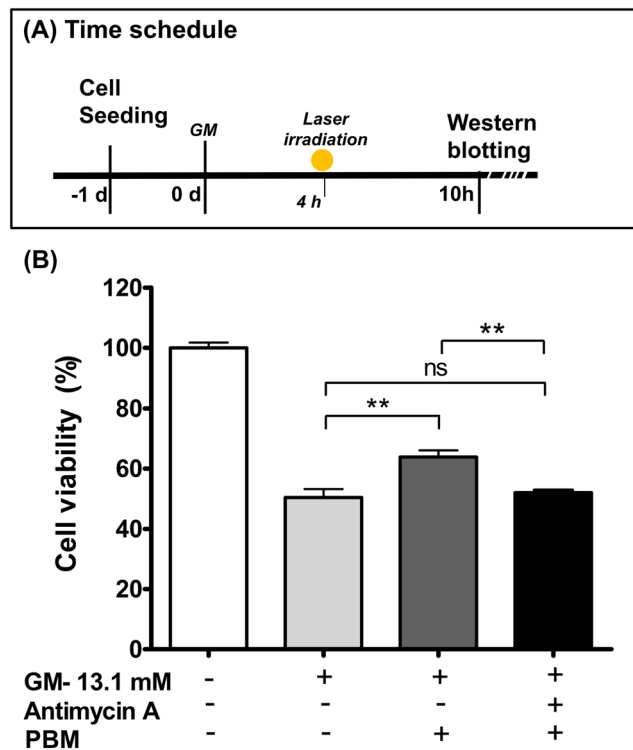 (A) Time schedule
Cell
Seeding
GM
Laser
irradiation
Western
blotting
-1 d
0 d
4 h
10h
(B)
Cell viability (%)
120
100
80
60
40
20
0
**
ns
**
GM- 13.1 mM - + + +
Antimycin A - - - +
PBM - - + +